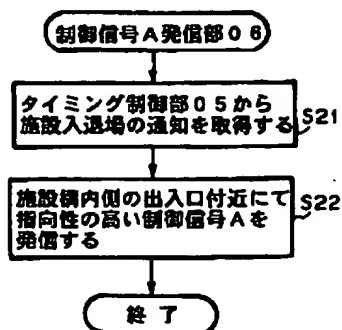 制御信号A発信部06
タイミング制御部05から
施設入退場の通知を取得する
S21
施設構内側の出入口付近にて
指向性の高い制御信号Aを
発信する
S22
終了